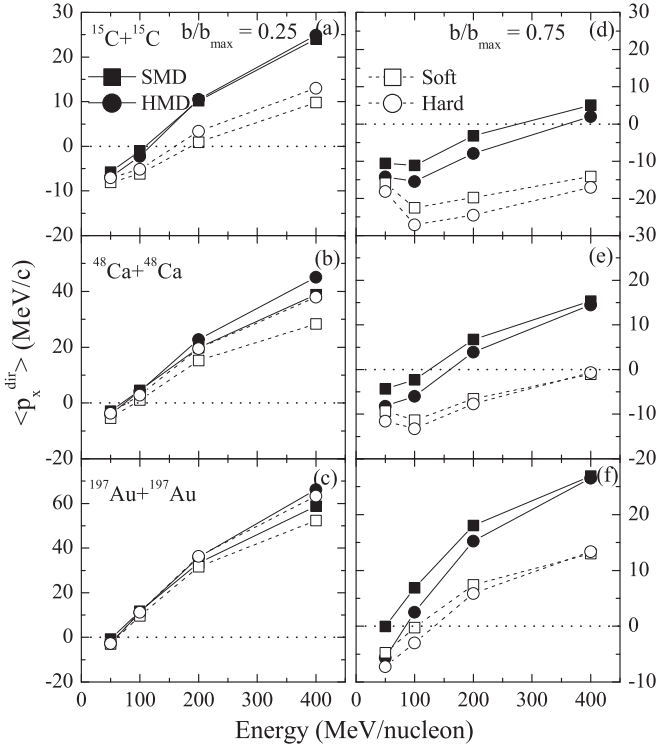 30 (a) 30
¹⁵C+¹⁵C b/b_max = 0.25 b/b_max = 0.75 (d)
20 20
SMD Soft
10 HMD Hard 10
0 0
-10 -10
-20 -20
-30
(b) (e)
⁴⁸Ca+⁴⁸Ca
40 20
20 10
0 0
-10
-20 -20
(c) (f)
¹⁹⁷Au+¹⁹⁷Au
60 20
40
10
20
0 0
-20 -10
0 100 200 300 400 0 100 200 300 400
<p_x^dir> (MeV/c)
Energy (MeV/nucleon)